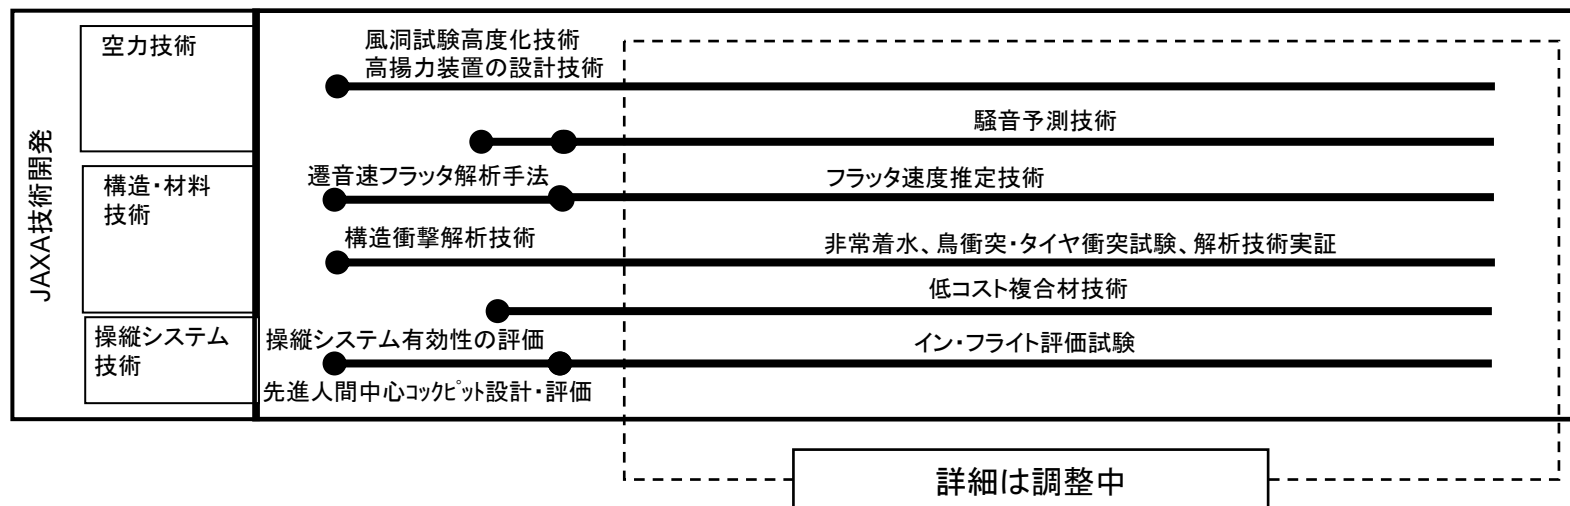 JAXA技術開発
空力技術
風洞試験高度化技術
高揚力装置の設計技術
騒音予測技術
構造・材料
技術
遷音速フラッタ解析手法
フラッタ速度推定技術
構造衝撃解析技術
非常着水、鳥衝突・タイヤ衝突試験、解析技術実証
低コスト複合材技術
操縦システム
技術
操縦システム有効性の評価
イン・フライト評価試験
先進人間中心ｺｯｸﾋﾟｯﾄ設計・評価
詳細は調整中